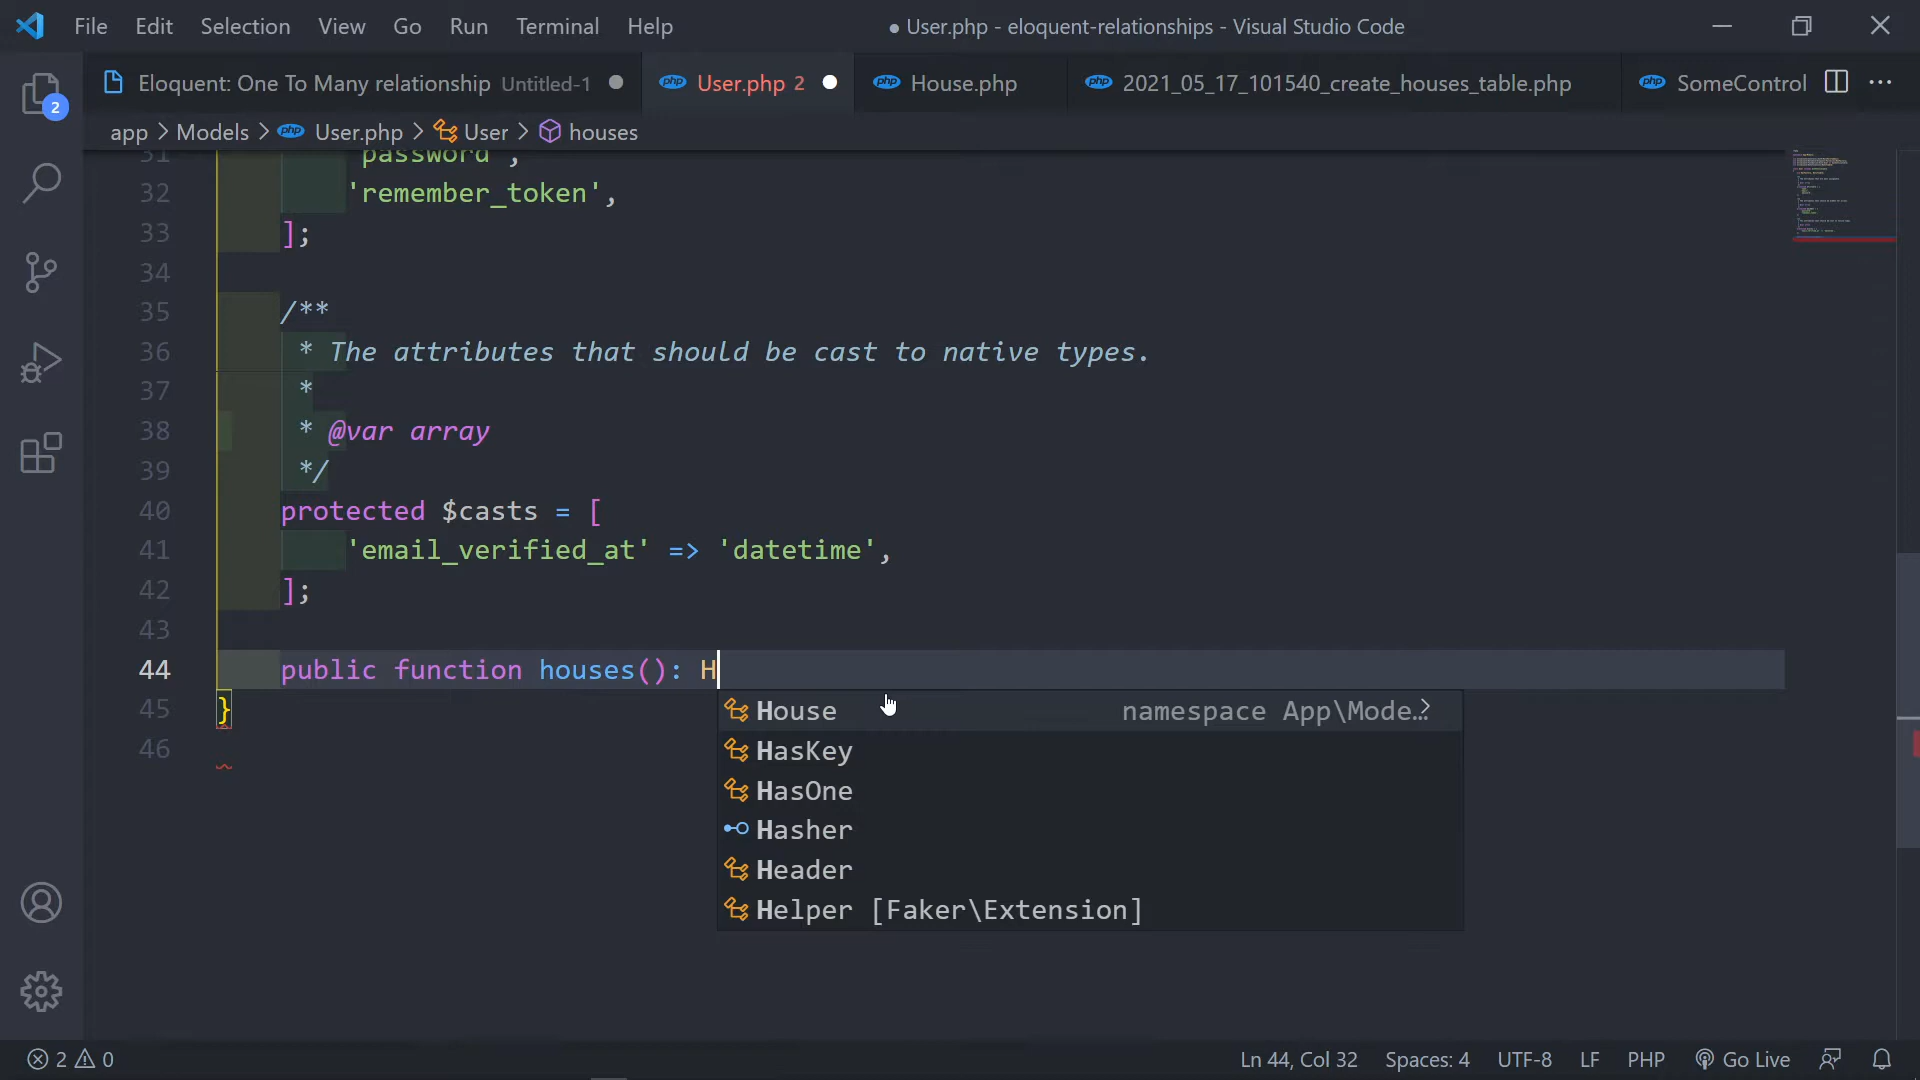 File Edit Selection View Go Run Terminal Help ● User.php - eloquent-relationships - Visual Studio Code
Eloquent: One To Many relationship Untitled-1 User.php 2 House.php 2021_05_17_101540_create_houses_table.php SomeControl
2
app > Models > User.php > User > houses
31 'password',
32 'remember_token',
33 ];
34
35 /**
36 * The attributes that should be cast to native types.
37 *
38 * @var array
39 */
40 protected $casts = [
41 'email_verified_at' => 'datetime',
42 ];
43
44 public function houses(): H
45 }
46
House namespace App\Mode…
HasKey
HasOne
Hasher
Header
Helper [Faker\Extension]
2 0 Ln 44, Col 32 Spaces: 4 UTF-8 LF PHP Go Live